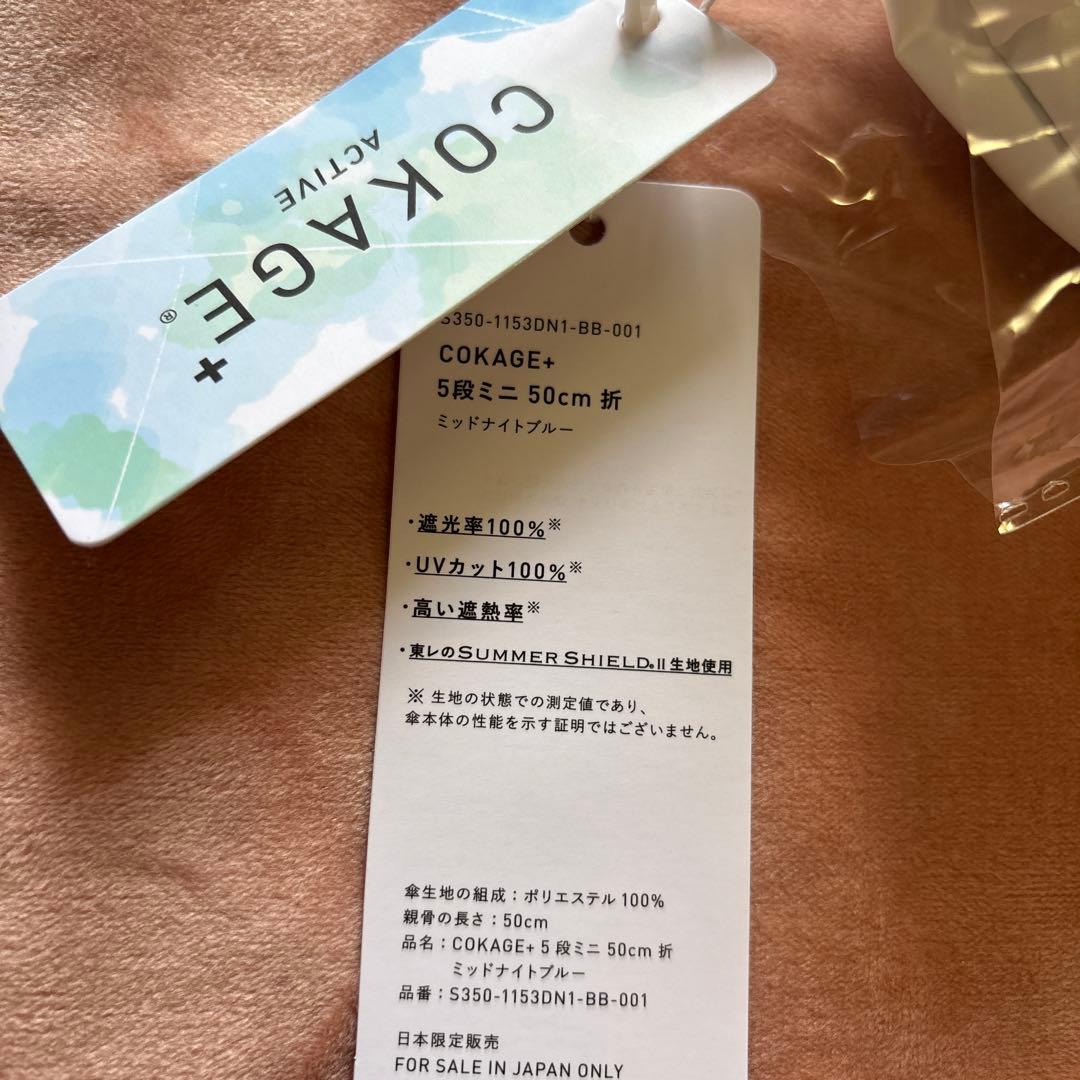 COKAGE+®
ACTIVE
S350-1153DN1-BB-001
COKAGE+
5段ミニ 50cm 折
ミッドナイトブルー
・遮光率100%※
・UVカット100%※
・高い遮熱率※
・東レのSUMMER SHIELD®II生地使用
※ 生地の状態での測定値であり、
傘本体の性能を示す証明ではございません。
傘生地の組成：ポリエステル 100%
親骨の長さ：50cm
品名：COKAGE+ 5 段ミニ 50cm 折
ミッドナイトブルー
品番：S350-1153DN1-BB-001
日本限定販売
FOR SALE IN JAPAN ONLY